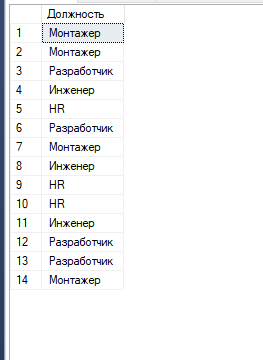 Должность
1 Монтажер
2 Монтажер
3 Разработчик
4 Инженер
5 HR
6 Разработчик
7 Монтажер
8 Инженер
9 HR
10 HR
11 Инженер
12 Разработчик
13 Разработчик
14 Монтажер